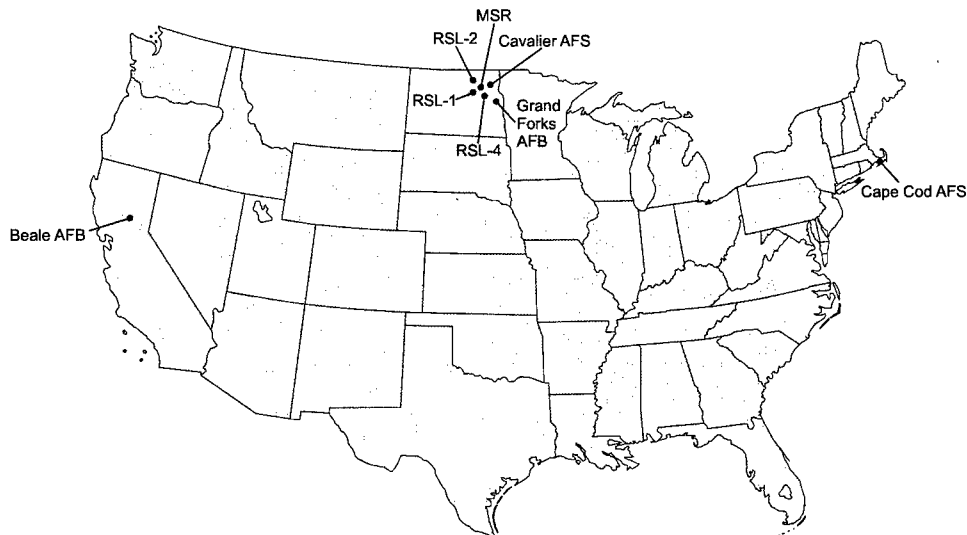 MSR
RSL-2
Cavalier AFS
RSL-1
Grand
Forks
AFB
RSL-4
Cape Cod AFS
Beale AFB